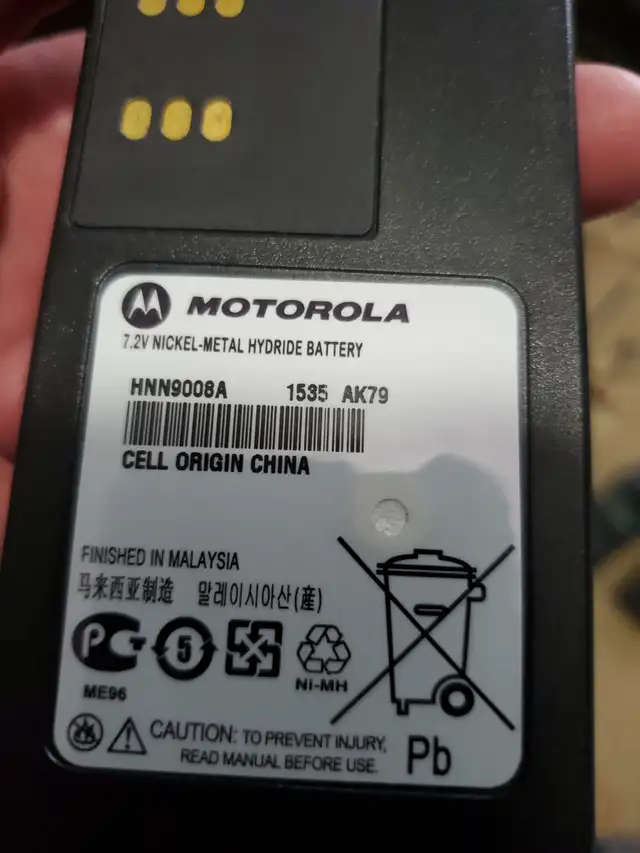 MOTOROLA
7.2V NICKEL-METAL HYDRIDE BATTERY
HNN9008A 1535 AK79
CELL ORIGIN CHINA
FINISHED IN MALAYSIA
马来西亚制造 말레이시아산(産)
5
NI-MH
ME96
CAUTION: TO PREVENT INJURY,
READ MANUAL BEFORE USE.
Pb